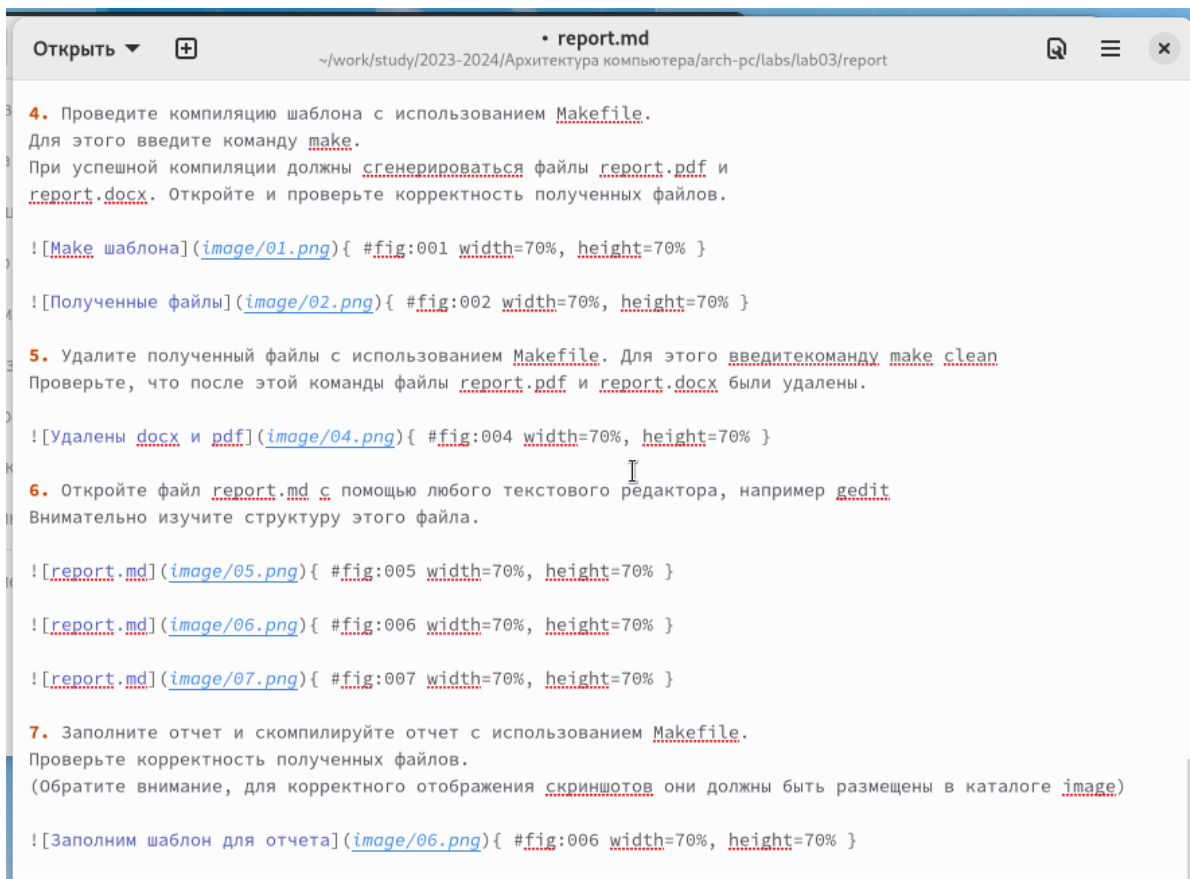 Открыть
• report.md
~/work/study/2023-2024/Архитектура компьютера/arch-pc/labs/lab03/report
4. Проведите компиляцию шаблона с использованием Makefile.
Для этого введите команду make.
При успешной компиляции должны сгенерироваться файлы report.pdf и
report.docx. Откройте и проверьте корректность полученных файлов.
![Make шаблона](image/01.png){ #fig:001 width=70%, height=70% }
![Полученные файлы](image/02.png){ #fig:002 width=70%, height=70% }
5. Удалите полученный файлы с использованием Makefile. Для этого введитекоманду make clean
Проверьте, что после этой команды файлы report.pdf и report.docx были удалены.
![Удалены docx и pdf](image/04.png){ #fig:004 width=70%, height=70% }
6. Откройте файл report.md с помощью любого текстового редактора, например gedit
Внимательно изучите структуру этого файла.
![report.md](image/05.png){ #fig:005 width=70%, height=70% }
![report.md](image/06.png){ #fig:006 width=70%, height=70% }
![report.md](image/07.png){ #fig:007 width=70%, height=70% }
7. Заполните отчет и скомпилируйте отчет с использованием Makefile.
Проверьте корректность полученных файлов.
(Обратите внимание, для корректного отображения скриншотов они должны быть размещены в каталоге image)
![Заполним шаблон для отчета](image/06.png){ #fig:006 width=70%, height=70% }